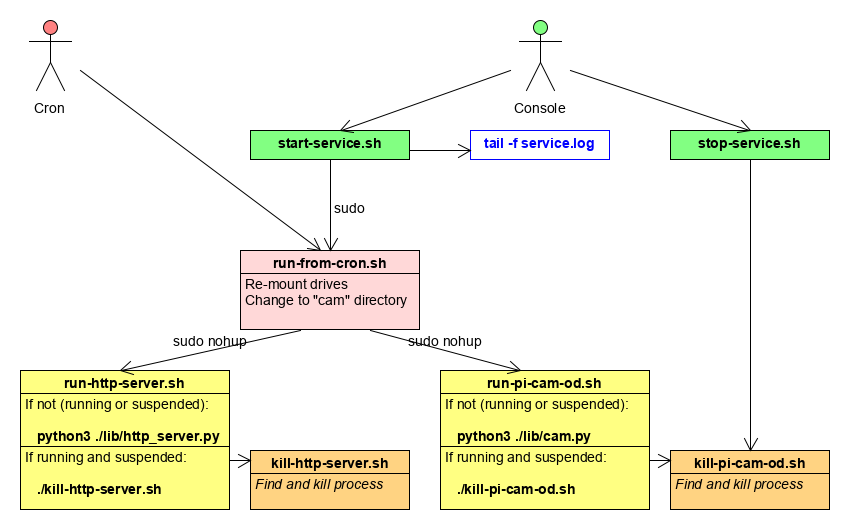 Cron
Console
start-service.sh
tail -f service.log
stop-service.sh
sudo
run-from-cron.sh
Re-mount drives
Change to "cam" directory
sudo nohup
sudo nohup
run-http-server.sh
If not (running or suspended):
python3 ./lib/http_server.py
If running and suspended:
./kill-http-server.sh
kill-http-server.sh
Find and kill process
run-pi-cam-od.sh
If not (running or suspended):
python3 ./lib/cam.py
If running and suspended:
./kill-pi-cam-od.sh
kill-pi-cam-od.sh
Find and kill process